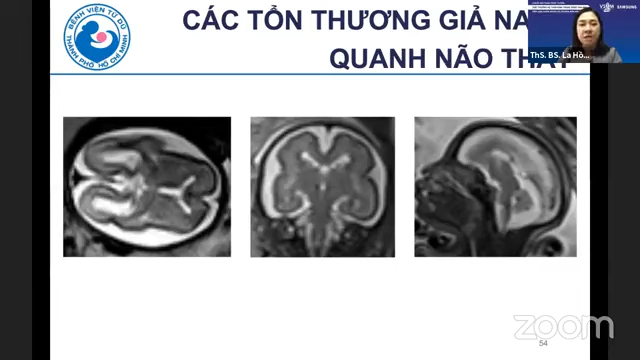 BỆNH VIỆN TỪ DŨ
THÀNH PHỐ HỒ CHÍ MINH
CÁC TỔN THƯƠNG GIẢ NA
QUANH NÃO THẤ
ThS. BS. La Hồ...
SAMSUNG
54
zoom